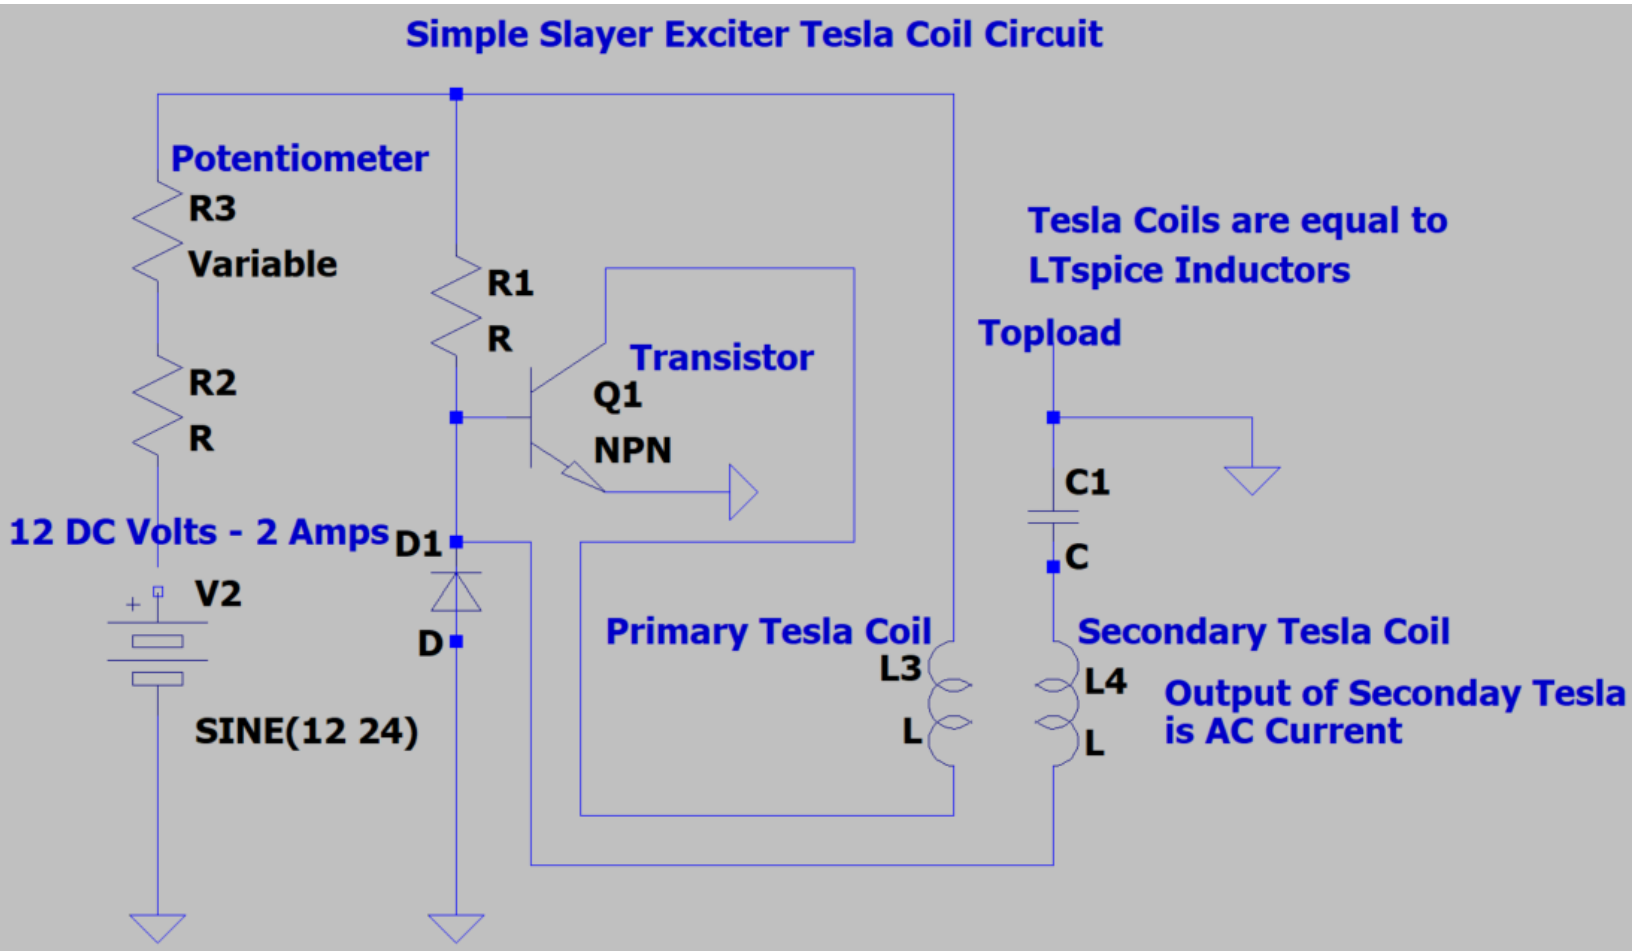 Simple Slayer Exciter Tesla Coil Circuit
Potentiometer
R3
Variable
R2
R
12 DC Volts - 2 Amps
+
V2
SINE(12 24)
R1
R
Transistor
Q1
NPN
D1
D
Primary Tesla Coil
L3
L
Tesla Coils are equal to
LTspice Inductors
Topload
C1
C
Secondary Tesla Coil
L4
L
Output of Seconday Tesla
is AC Current